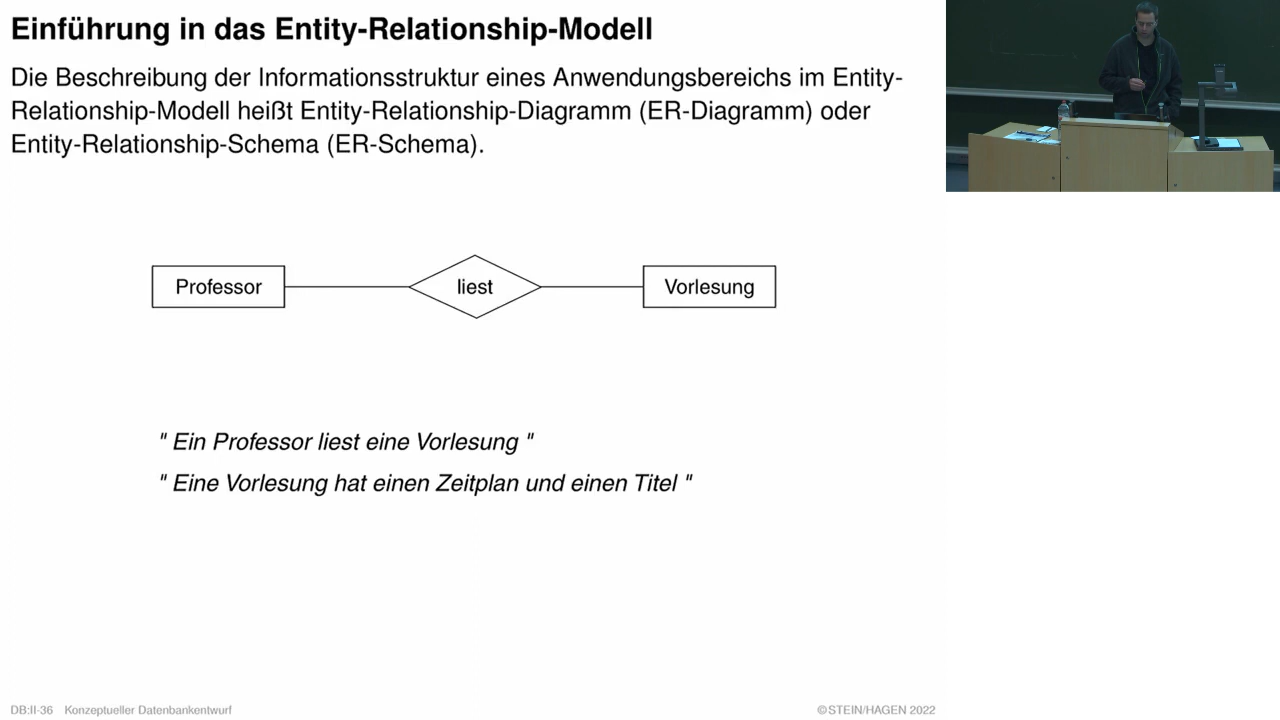 Einführung in das Entity-Relationship-Modell
Die Beschreibung der Informationsstruktur eines Anwendungsbereichs im Entity-
Relationship-Modell heißt Entity-Relationship-Diagramm (ER-Diagramm) oder
Entity-Relationship-Schema (ER-Schema).
Professor
liest
Vorlesung
" Ein Professor liest eine Vorlesung "
" Eine Vorlesung hat einen Zeitplan und einen Titel "
DB:II-36 Konzeptueller Datenbankentwurf
©STEIN/HAGEN 2022